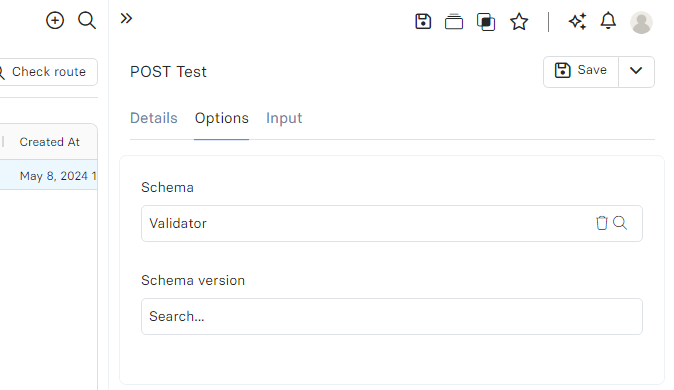 Check route
Created At
May 8, 2024 1
POST Test
Save
Details
Options
Input
Schema
Validator
Schema version
Search...